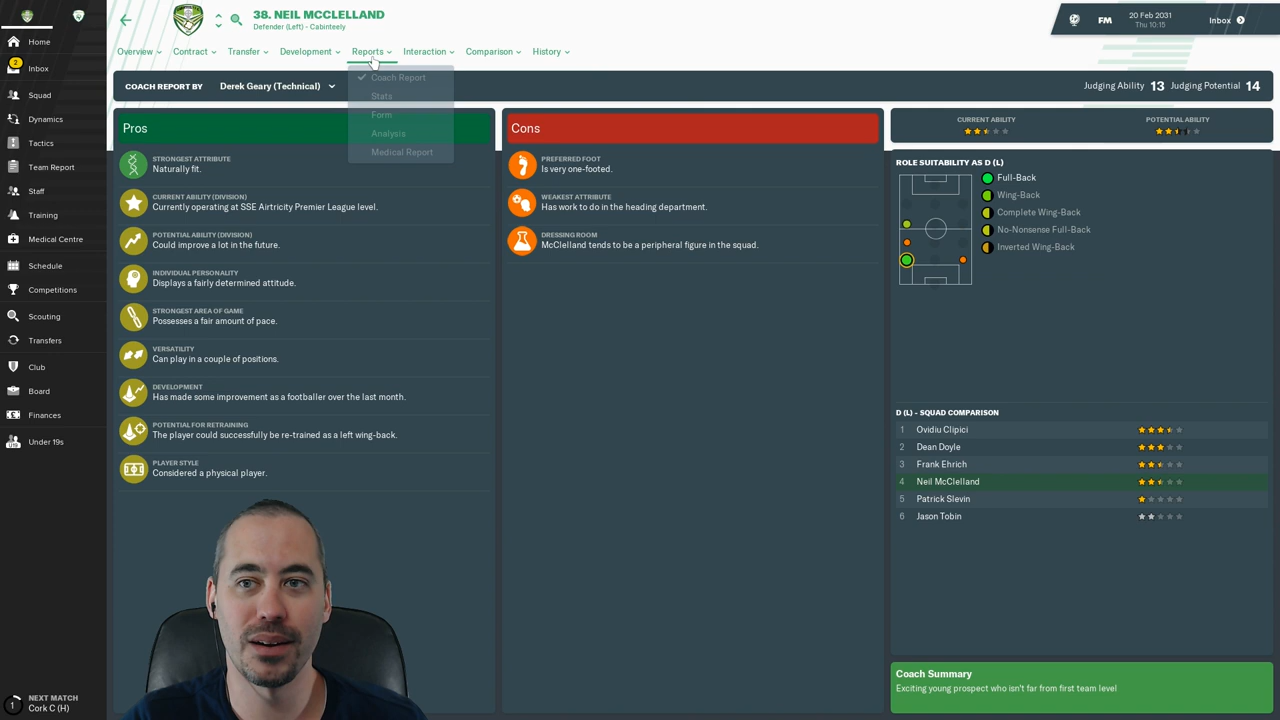 38. NEIL MCCLELLAND
Defender (Left) - Cabinteely
20 Feb 2031
Thu 10:15
FM
Inbox
Home
2
Inbox
Squad
Dynamics
Tactics
Team Report
Staff
Training
Medical Centre
Schedule
Competitions
Scouting
Transfers
Club
Board
Finances
Under 19s
1
NEXT MATCH
Cork C (H)
Overview
Contract
Transfer
Development
Reports
Interaction
Comparison
History
Coach Report
Stats
Form
Analysis
Medical Report
COACH REPORT BY
Derek Geary (Technical)
Judging Ability 13 Judging Potential 14
Pros
STRONGEST ATTRIBUTE
Naturally fit.
CURRENT ABILITY (DIVISION)
Currently operating at SSE Airtricity Premier League level.
POTENTIAL ABILITY (DIVISION)
Could improve a lot in the future.
INDIVIDUAL PERSONALITY
Displays a fairly determined attitude.
STRONGEST AREA OF GAME
Possesses a fair amount of pace.
VERSATILITY
Can play in a couple of positions.
DEVELOPMENT
Has made some improvement as a footballer over the last month.
POTENTIAL FOR RETRAINING
The player could successfully be re-trained as a left wing-back.
PLAYER STYLE
Considered a physical player.
Cons
PREFERRED FOOT
Is very one-footed.
WEAKEST ATTRIBUTE
Has work to do in the heading department.
DRESSING ROOM
McClelland tends to be a peripheral figure in the squad.
CURRENT ABILITY
POTENTIAL ABILITY
ROLE SUITABILITY AS D (L)
Full-Back
Wing-Back
Complete Wing-Back
No-Nonsense Full-Back
Inverted Wing-Back
D (L) - SQUAD COMPARISON
1 Ovidiu Clipici
2 Dean Doyle
3 Frank Ehrich
4 Neil McClelland
5 Patrick Slevin
6 Jason Tobin
Coach Summary
Exciting young prospect who isn't far from first team level